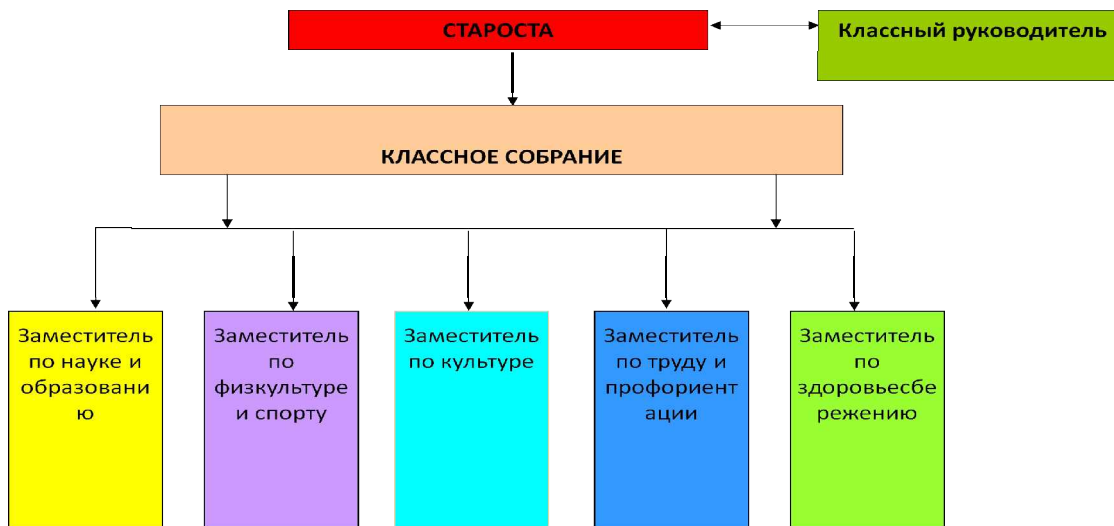 СТАРОСТА
Классный руководитель
КЛАССНОЕ СОБРАНИЕ
Заместитель
по науке и
образовани
ю
Заместитель
по
физкультуре
и спорту
Заместитель
по культуре
Заместитель
по труду и
профориент
ации
Заместитель
по
здоровьесбе
режению